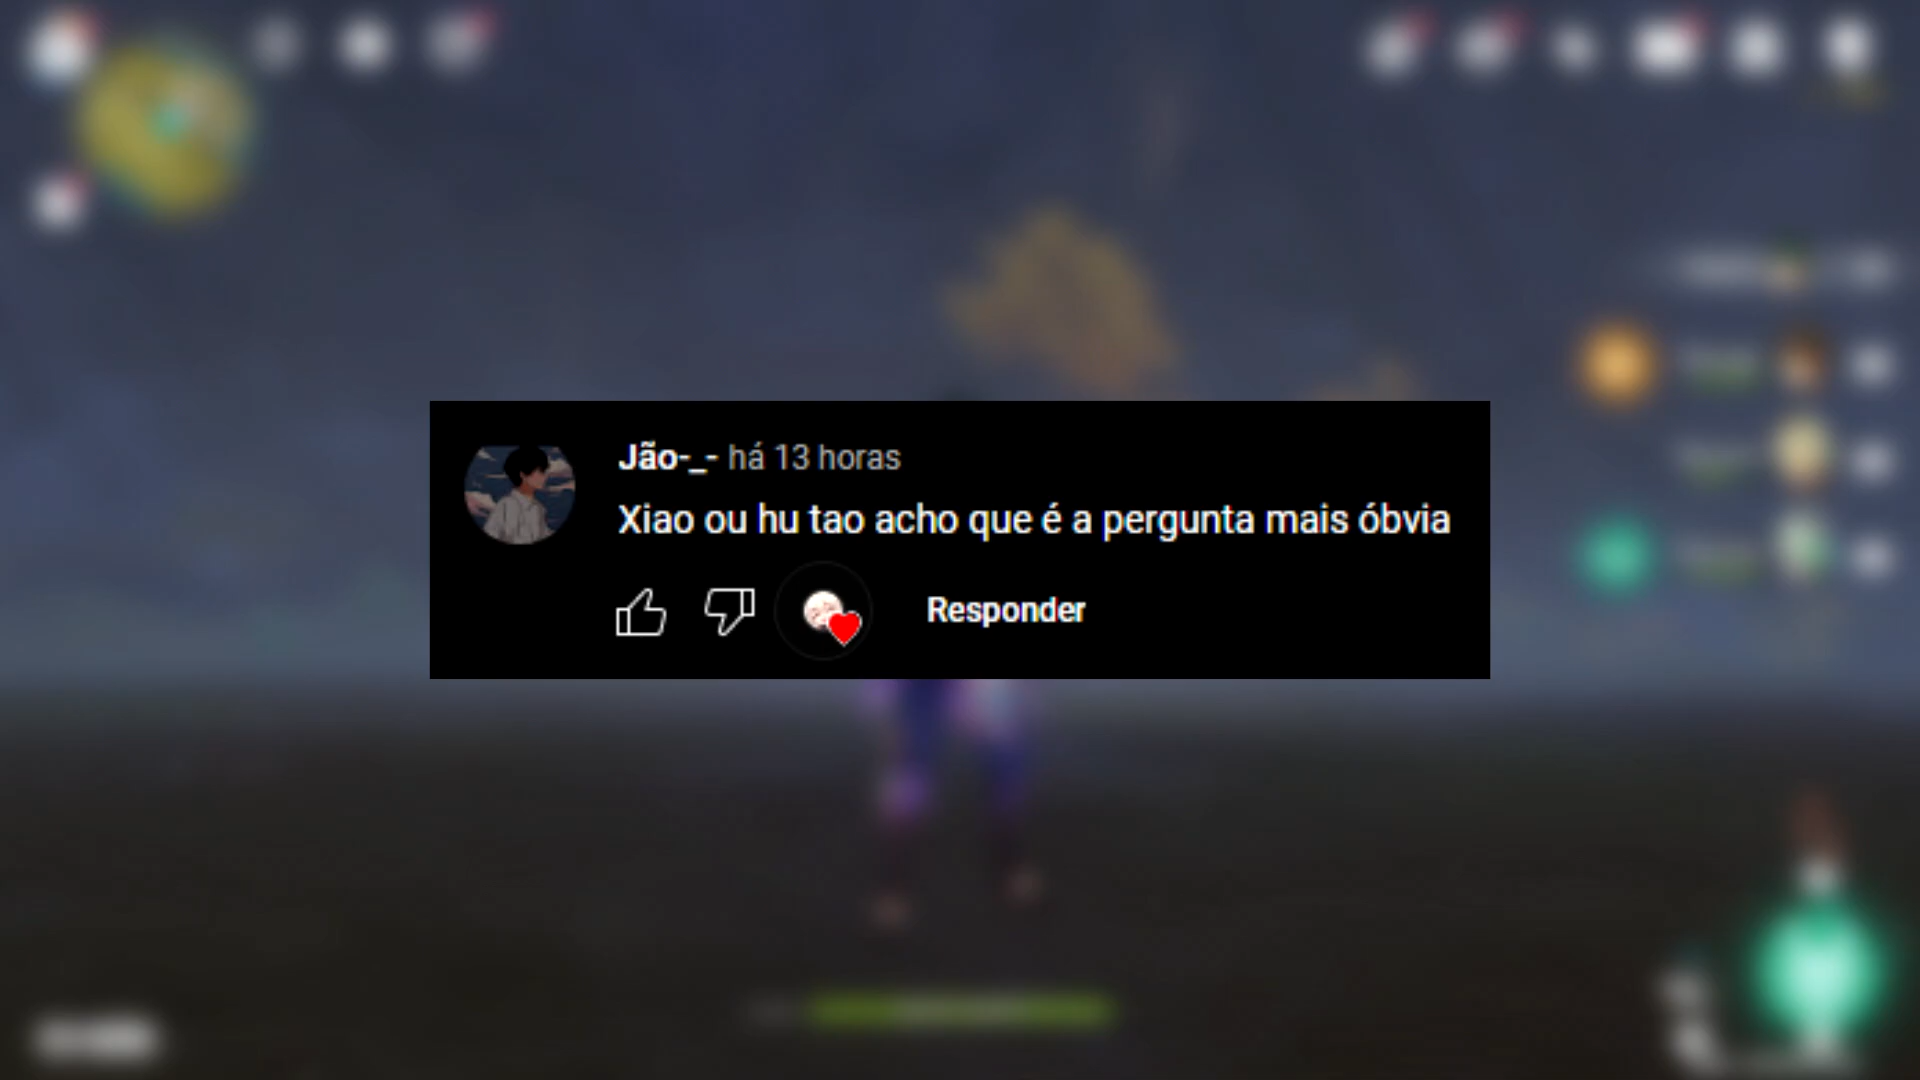 Jão-_- há 13 horas
Xiao ou hu tao acho que é a pergunta mais óbvia
Responder